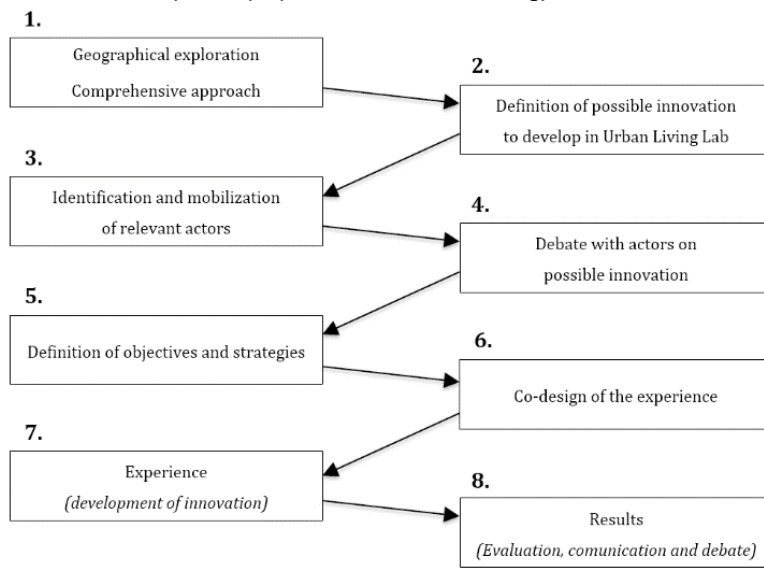 1.
Geographical exploration
Comprehensive approach
2.
Definition of possible innovation
to develop in Urban Living Lab
3.
Identification and mobilization
of relevant actors
4.
Debate with actors on
possible innovation
5.
Definition of objectives and strategies
6.
Co-design of the experience
7.
Experience
(development of innovation)
8.
Results
(Evaluation, comunication and debate)